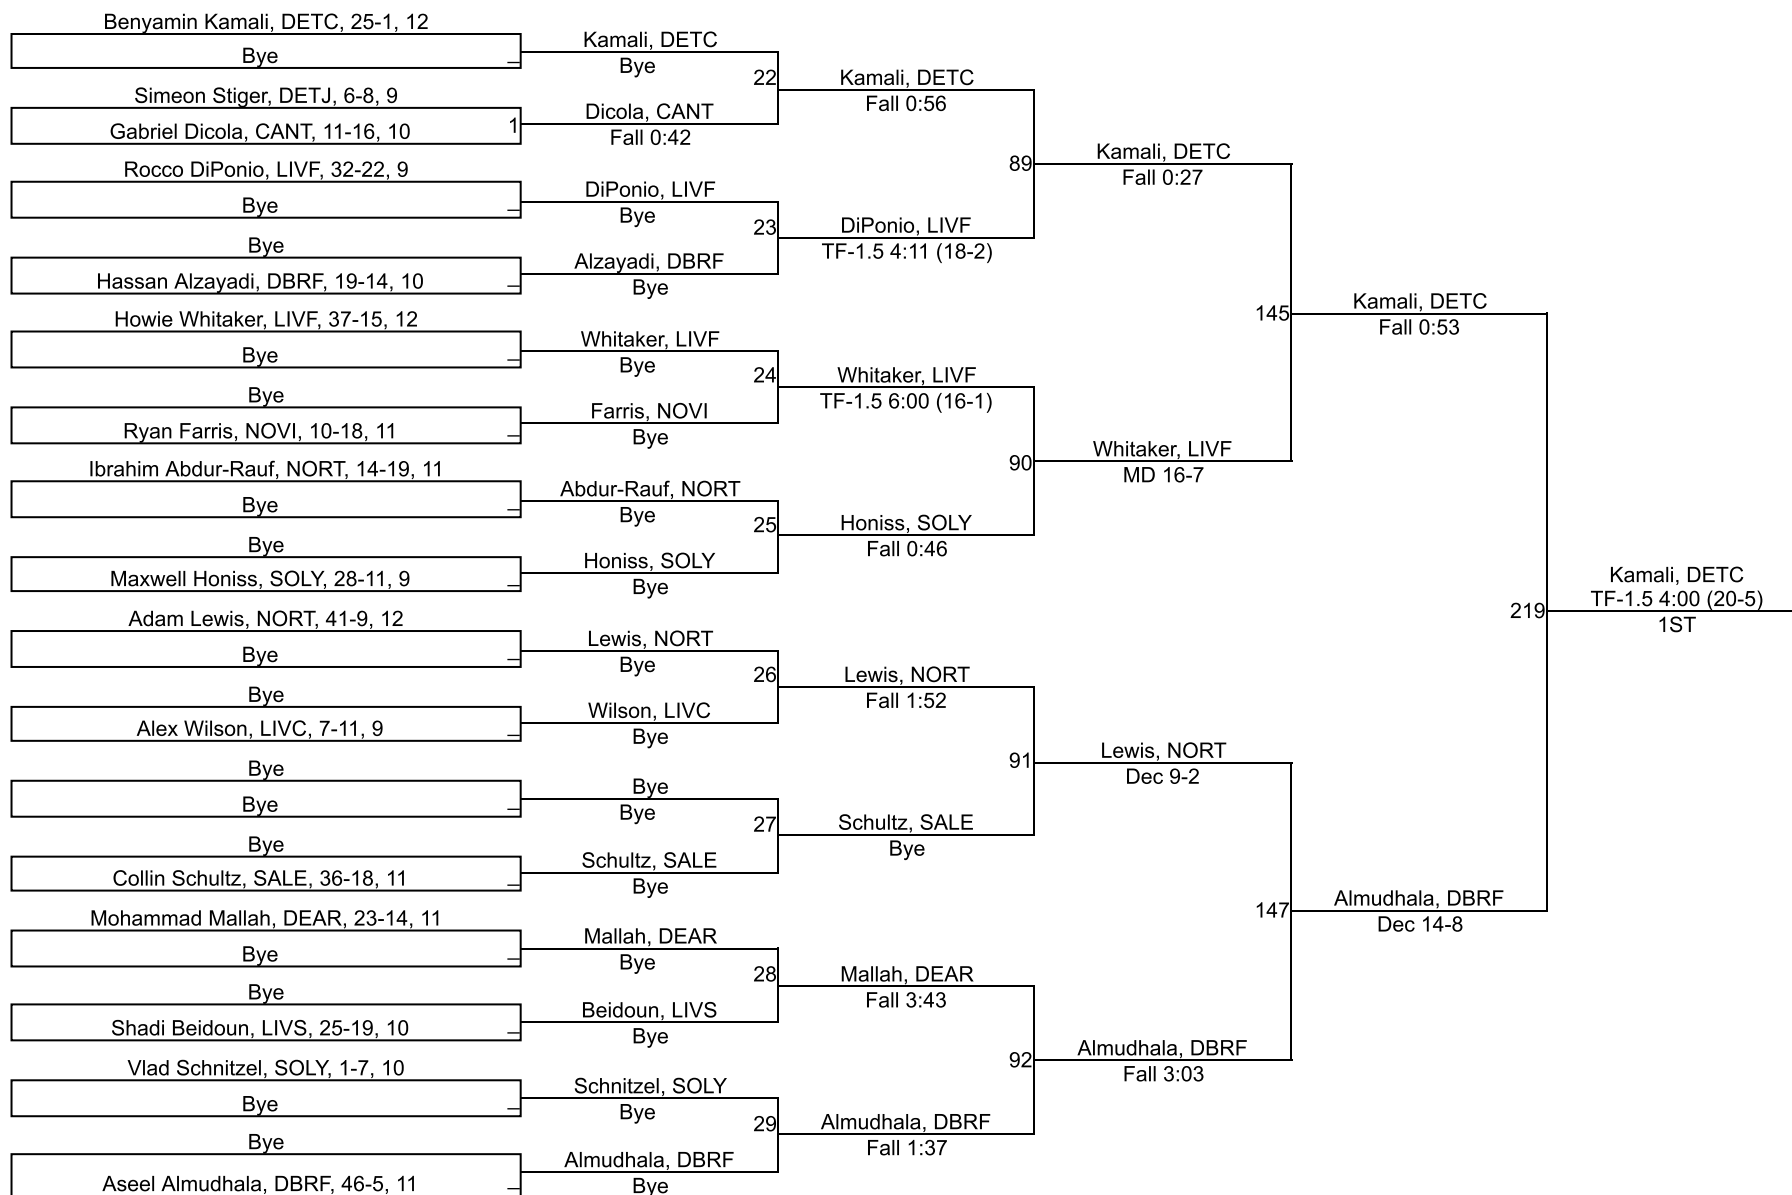 Benyamin Kamali, DETC, 25-1, 12
Bye
Simeon Stiger, DETJ, 6-8, 9
1
Gabriel Dicola, CANT, 11-16, 10
Rocco DiPonio, LIVF, 32-22, 9
Bye
Bye
Hassan Alzayadi, DBRF, 19-14, 10
Howie Whitaker, LIVF, 37-15, 12
Bye
Bye
Ryan Farris, NOVI, 10-18, 11
Ibrahim Abdur-Rauf, NORT, 14-19, 11
Bye
Bye
Maxwell Honiss, SOLY, 28-11, 9
Adam Lewis, NORT, 41-9, 12
Bye
Bye
Alex Wilson, LIVC, 7-11, 9
Bye
Bye
Bye
Collin Schultz, SALE, 36-18, 11
Mohammad Mallah, DEAR, 23-14, 11
Bye
Bye
Shadi Beidoun, LIVS, 25-19, 10
Vlad Schnitzel, SOLY, 1-7, 10
Bye
Bye
Aseel Almudhala, DBRF, 46-5, 11
Kamali, DETC
Bye
22
Dicola, CANT
Fall 0:42
DiPonio, LIVF
Bye
23
Alzayadi, DBRF
Bye
Whitaker, LIVF
Bye
24
Farris, NOVI
Bye
Abdur-Rauf, NORT
Bye
25
Honiss, SOLY
Bye
Lewis, NORT
Bye
26
Wilson, LIVC
Bye
Bye
Bye
27
Schultz, SALE
Bye
Mallah, DEAR
Bye
28
Beidoun, LIVS
Bye
Schnitzel, SOLY
Bye
29
Almudhala, DBRF
Bye
Kamali, DETC
Fall 0:56
89
DiPonio, LIVF
TF-1.5 4:11 (18-2)
Whitaker, LIVF
TF-1.5 6:00 (16-1)
90
Honiss, SOLY
Fall 0:46
Lewis, NORT
Fall 1:52
91
Schultz, SALE
Bye
Mallah, DEAR
Fall 3:43
92
Almudhala, DBRF
Fall 1:37
Kamali, DETC
Fall 0:27
145
Whitaker, LIVF
MD 16-7
Lewis, NORT
Dec 9-2
147
Almudhala, DBRF
Fall 3:03
Kamali, DETC
Fall 0:53
219
Almudhala, DBRF
Dec 14-8
Kamali, DETC
TF-1.5 4:00 (20-5)
1ST